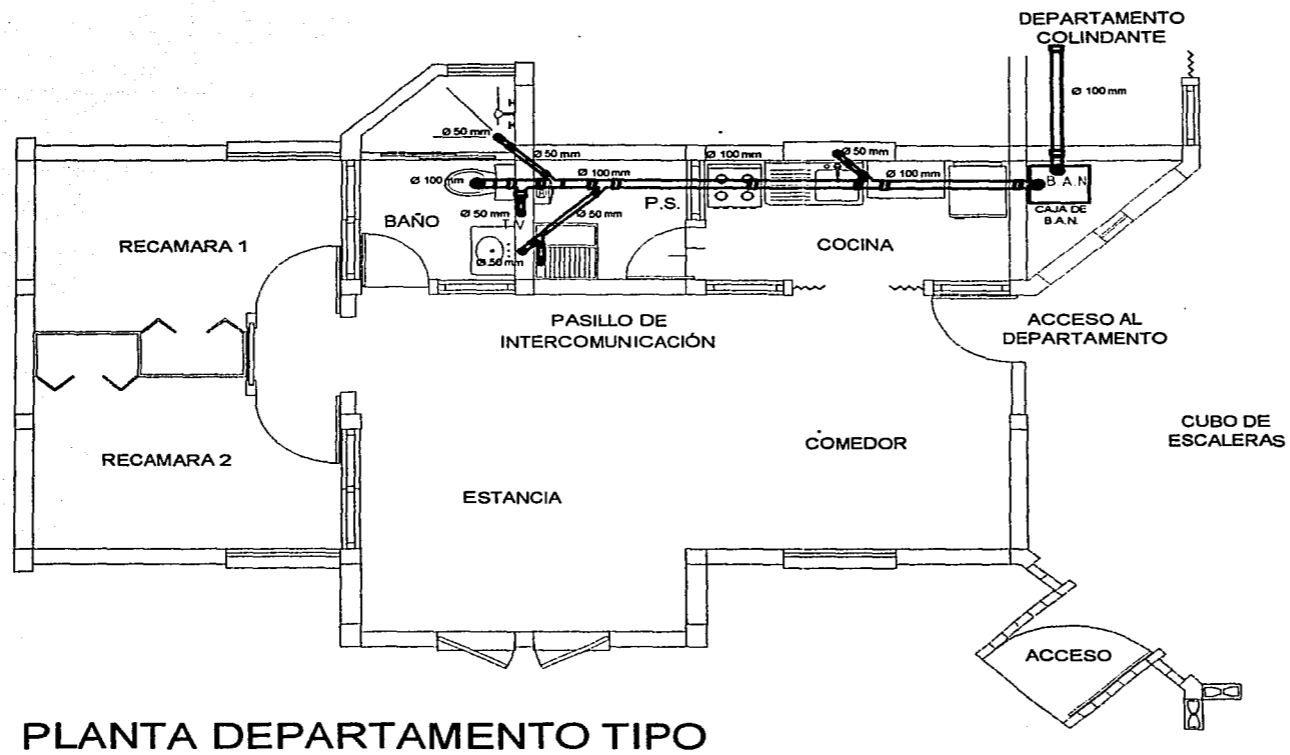 DEPARTAMENTO
COLINDANTE
Ø 100 mm
Ø 50 mm
Ø 50 mm
Ø 100 mm
Ø 50 mm
Ø 100 mm
Ø 100 mm
Ø 100 mm
B.A.N
CAJA DE
B.A.N.
Ø 50 mm
Ø 50 mm
T.V
P.S.
BAÑO
RECAMARA 1
COCINA
Ø 50 mm
PASILLO DE
INTERCOMUNICACIÓN
ACCESO AL
DEPARTAMENTO
CUBO DE
ESCALERAS
COMEDOR
RECAMARA 2
ESTANCIA
ACCESO
PLANTA DEPARTAMENTO TIPO